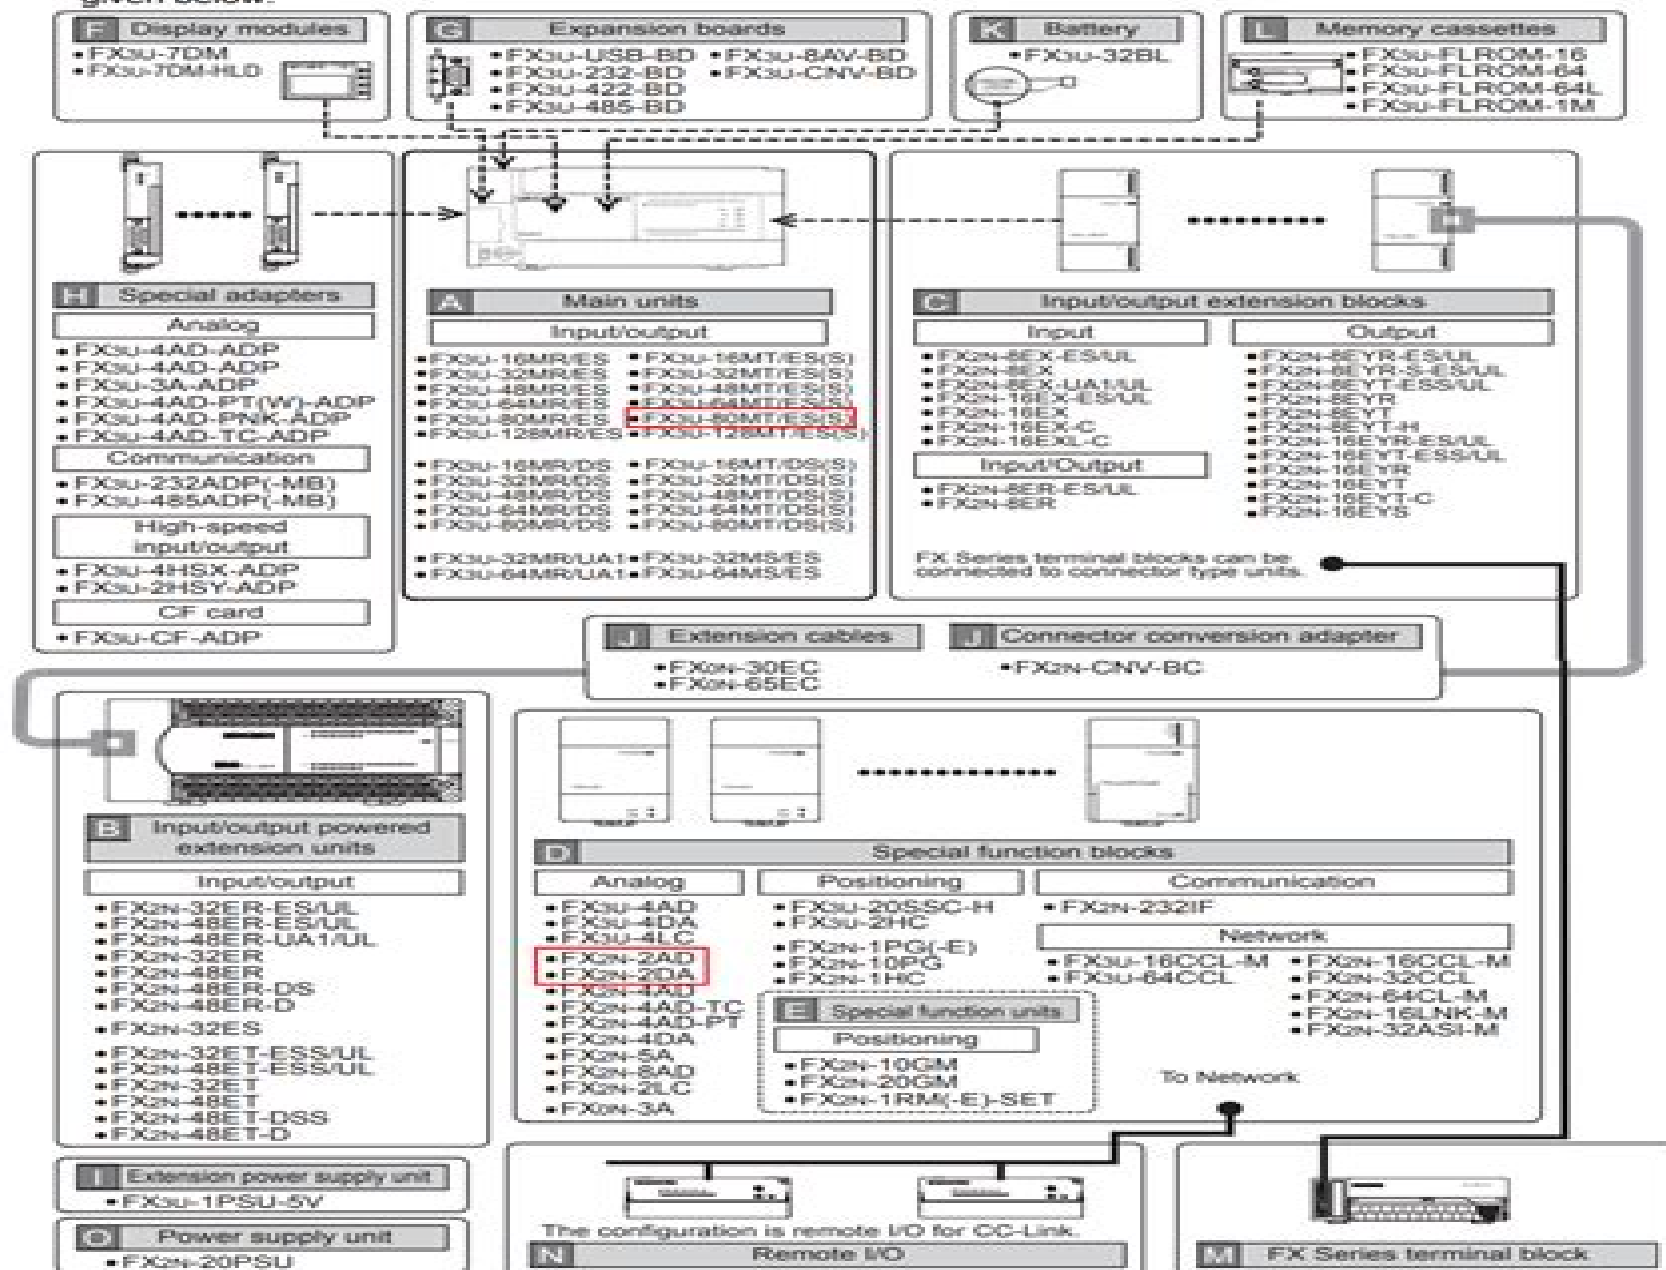 given below.
F Display modules
• FX3U-7DM
• FX3U-7DM-HLD
G Expansion boards
• FX3U-USB-BD • FX3U-8AV-BD
• FX3U-232-BD • FX3U-CNV-BD
• FX3U-422-BD
• FX3U-485-BD
K Battery
• FX3U-32BL
L Memory cassettes
• FX3U-FLROM-16
• FX3U-FLROM-64
• FX3U-FLROM-64L
• FX3U-FLROM-1M
H Special adapters
Analog
• FX3U-4AD-ADP
• FX3U-4AD-ADP
• FX3U-3A-ADP
• FX3U-4AD-PT(W)-ADP
• FX3U-4AD-PNK-ADP
• FX3U-4AD-TC-ADP
Communication
• FX3U-232ADP(-MB)
• FX3U-485ADP(-MB)
High-speed
input/output
• FX3U-4HSX-ADP
• FX3U-2HSY-ADP
CF card
• FX3U-CF-ADP
A Main units
Input/output
• FX3U-16MR/ES • FX3U-16MT/ES(S)
• FX3U-32MR/ES • FX3U-32MT/ES(S)
• FX3U-48MR/ES • FX3U-48MT/ES(S)
• FX3U-64MR/ES • FX3U-64MT/ES(S)
• FX3U-80MR/ES • FX3U-80MT/ES(S)
• FX3U-128MR/ES • FX3U-128MT/ES(S)
• FX3U-16MR/DS • FX3U-16MT/DS(S)
• FX3U-32MR/DS • FX3U-32MT/DS(S)
• FX3U-48MR/DS • FX3U-48MT/DS(S)
• FX3U-64MR/DS • FX3U-64MT/DS(S)
• FX3U-80MR/DS • FX3U-80MT/DS(S)
• FX3U-32MR/UA1 • FX3U-32MS/ES
• FX3U-64MR/UA1 • FX3U-64MS/ES
C Input/output extension blocks
Input
• FX2N-8EX-ES/UL
• FX2N-8EX
• FX2N-8EX-UA1/UL
• FX2N-16EX-ES/UL
• FX2N-16EX
• FX2N-16EX-C
• FX2N-16EXL-C
Input/Output
• FX2N-8ER-ES/UL
• FX2N-8ER
Output
• FX2N-8EYR-ES/UL
• FX2N-8EYR-S-ES/UL
• FX2N-8EYT-ESS/UL
• FX2N-8EYR
• FX2N-8EYT
• FX2N-8EYT-H
• FX2N-16EYR-ES/UL
• FX2N-16EYT-ESS/UL
• FX2N-16EYR
• FX2N-16EYT
• FX2N-16EYT-C
• FX2N-16EYS
FX Series terminal blocks can be
connected to connector type units.
J Extension cables
• FX0N-30EC
• FX0N-65EC
J Connector conversion adapter
• FX2N-CNV-BC
B Input/output powered
extension units
Input/output
• FX2N-32ER-ES/UL
• FX2N-48ER-ES/UL
• FX2N-48ER-UA1/UL
• FX2N-32ER
• FX2N-48ER
• FX2N-48ER-DS
• FX2N-48ER-D
• FX2N-32ES
• FX2N-32ET-ESS/UL
• FX2N-48ET-ESS/UL
• FX2N-32ET
• FX2N-48ET
• FX2N-48ET-DSS
• FX2N-48ET-D
D Special function blocks
Analog
• FX3U-4AD
• FX3U-4DA
• FX3U-4LC
• FX2N-2AD
• FX2N-2DA
• FX2N-4AD
• FX2N-4AD-TC
• FX2N-4AD-PT
• FX2N-4DA
• FX2N-5A
• FX2N-8AD
• FX2N-2LC
• FX0N-3A
Positioning
• FX3U-20SSC-H
• FX3U-2HC
• FX2N-1PG(-E)
• FX2N-10PG
• FX2N-1HC
E Special function units
Positioning
• FX2N-10GM
• FX2N-20GM
• FX2N-1RM(-E)-SET
Communication
• FX2N-232IF
Network
• FX3U-16CCL-M • FX2N-16CCL-M
• FX3U-64CCL • FX2N-32CCL
• FX2N-64CL-M
• FX2N-16LNK-M
• FX2N-32ASI-M
To Network
I Extension power supply unit
• FX3U-1PSU-5V
Power supply unit
• FX2N-20PSU
The configuration is remote I/O for CC-Link.
N Remote I/O
M FX Series terminal block